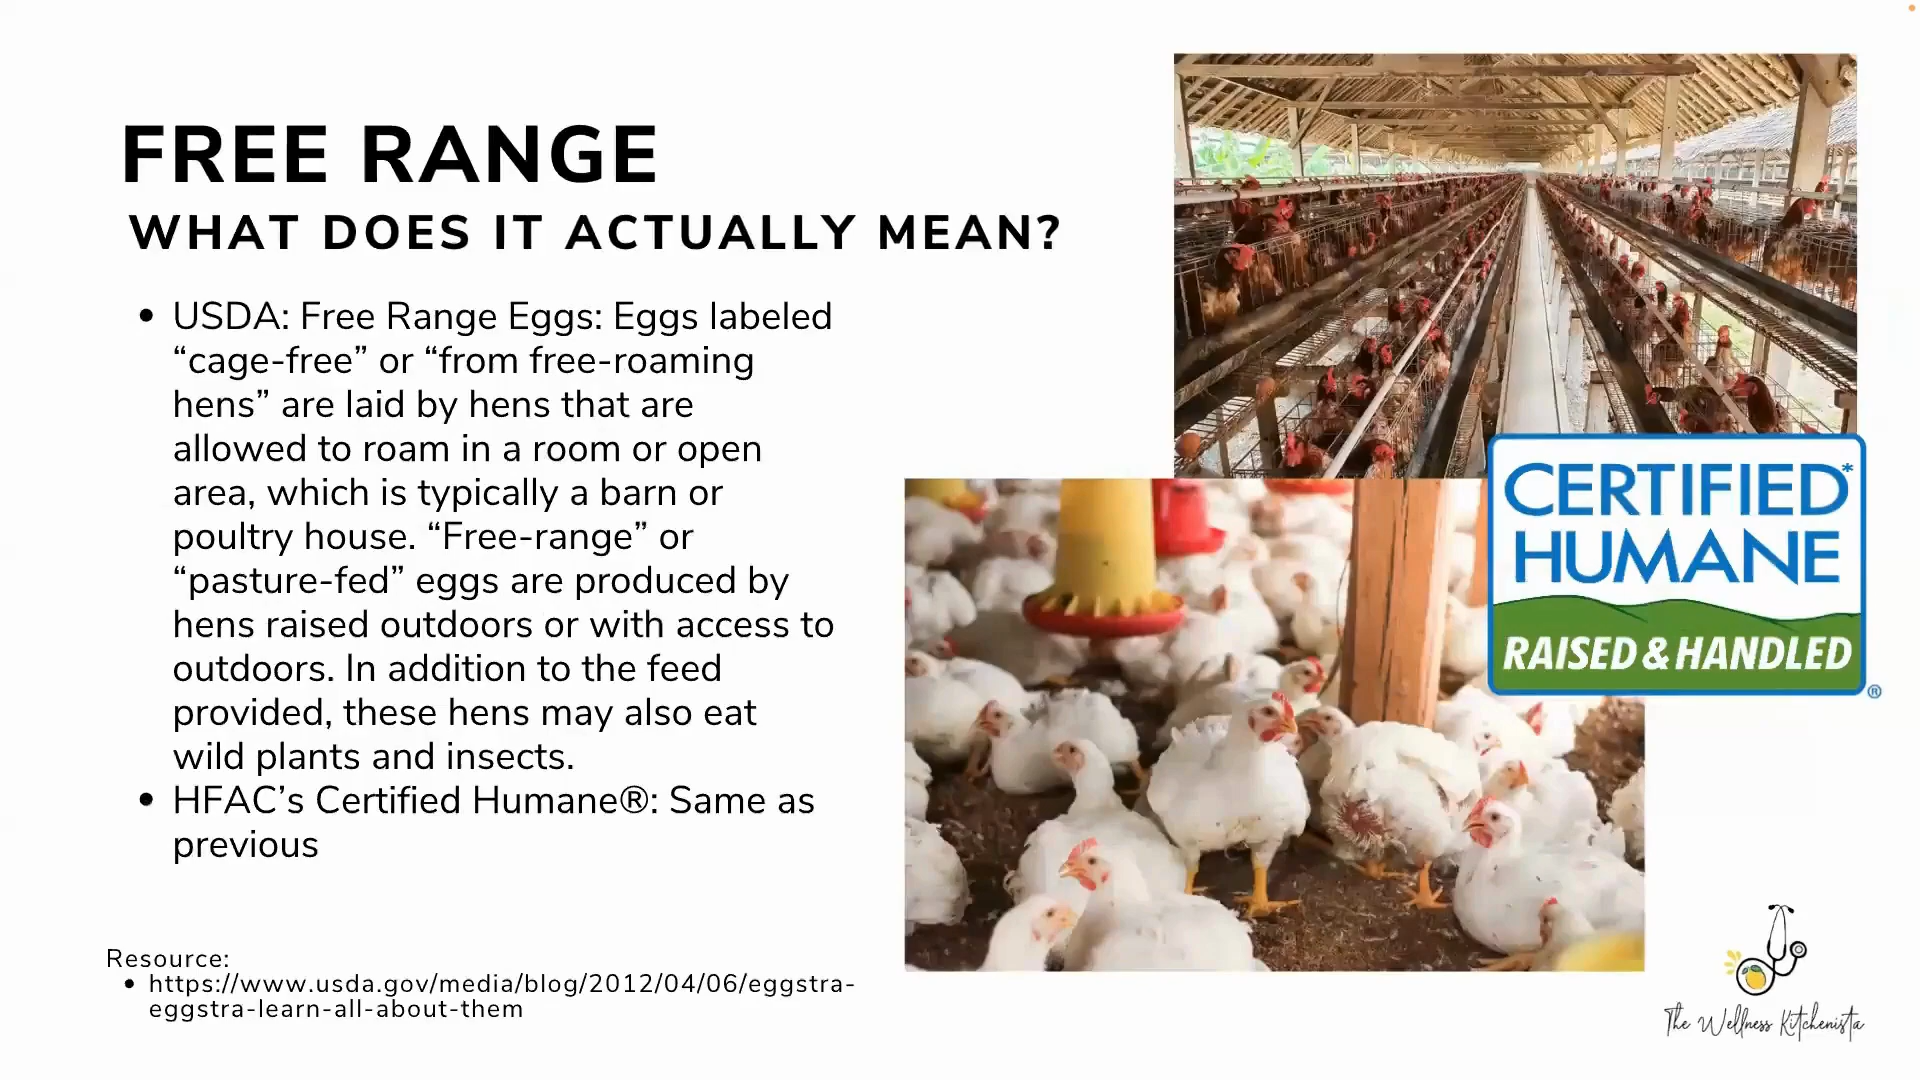 FREE RANGE
WHAT DOES IT ACTUALLY MEAN?
• USDA: Free Range Eggs: Eggs labeled
“cage-free” or “from free-roaming
hens” are laid by hens that are
allowed to roam in a room or open
area, which is typically a barn or
poultry house. “Free-range” or
“pasture-fed” eggs are produced by
hens raised outdoors or with access to
outdoors. In addition to the feed
provided, these hens may also eat
wild plants and insects.
• HFAC’s Certified Humane®: Same as
previous
CERTIFIED*
HUMANE
RAISED & HANDLED
®
Resource:
• https://www.usda.gov/media/blog/2012/04/06/eggstra-
eggstra-learn-all-about-them
The Wellness Kitchenista